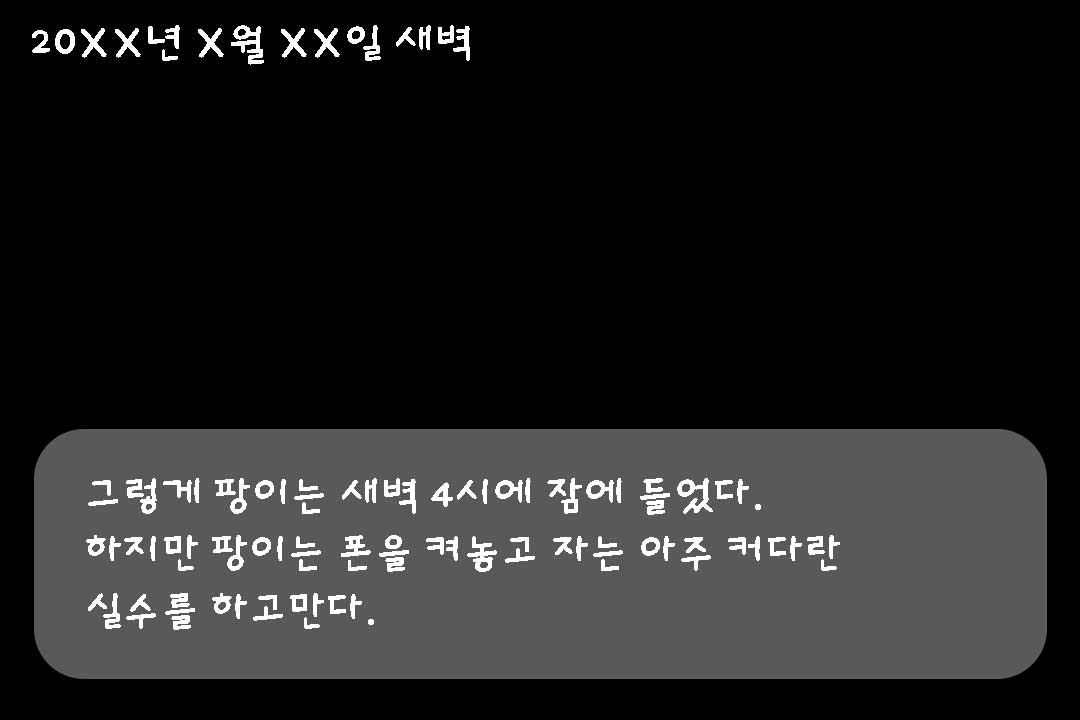 20XX년 X월 XX일 새벽
그렇게 팡이는 새벽 4시에 잠에 들었다.
하지만 팡이는 폰을 켜놓고 자는 아주 커다란
실수를 하고만다.